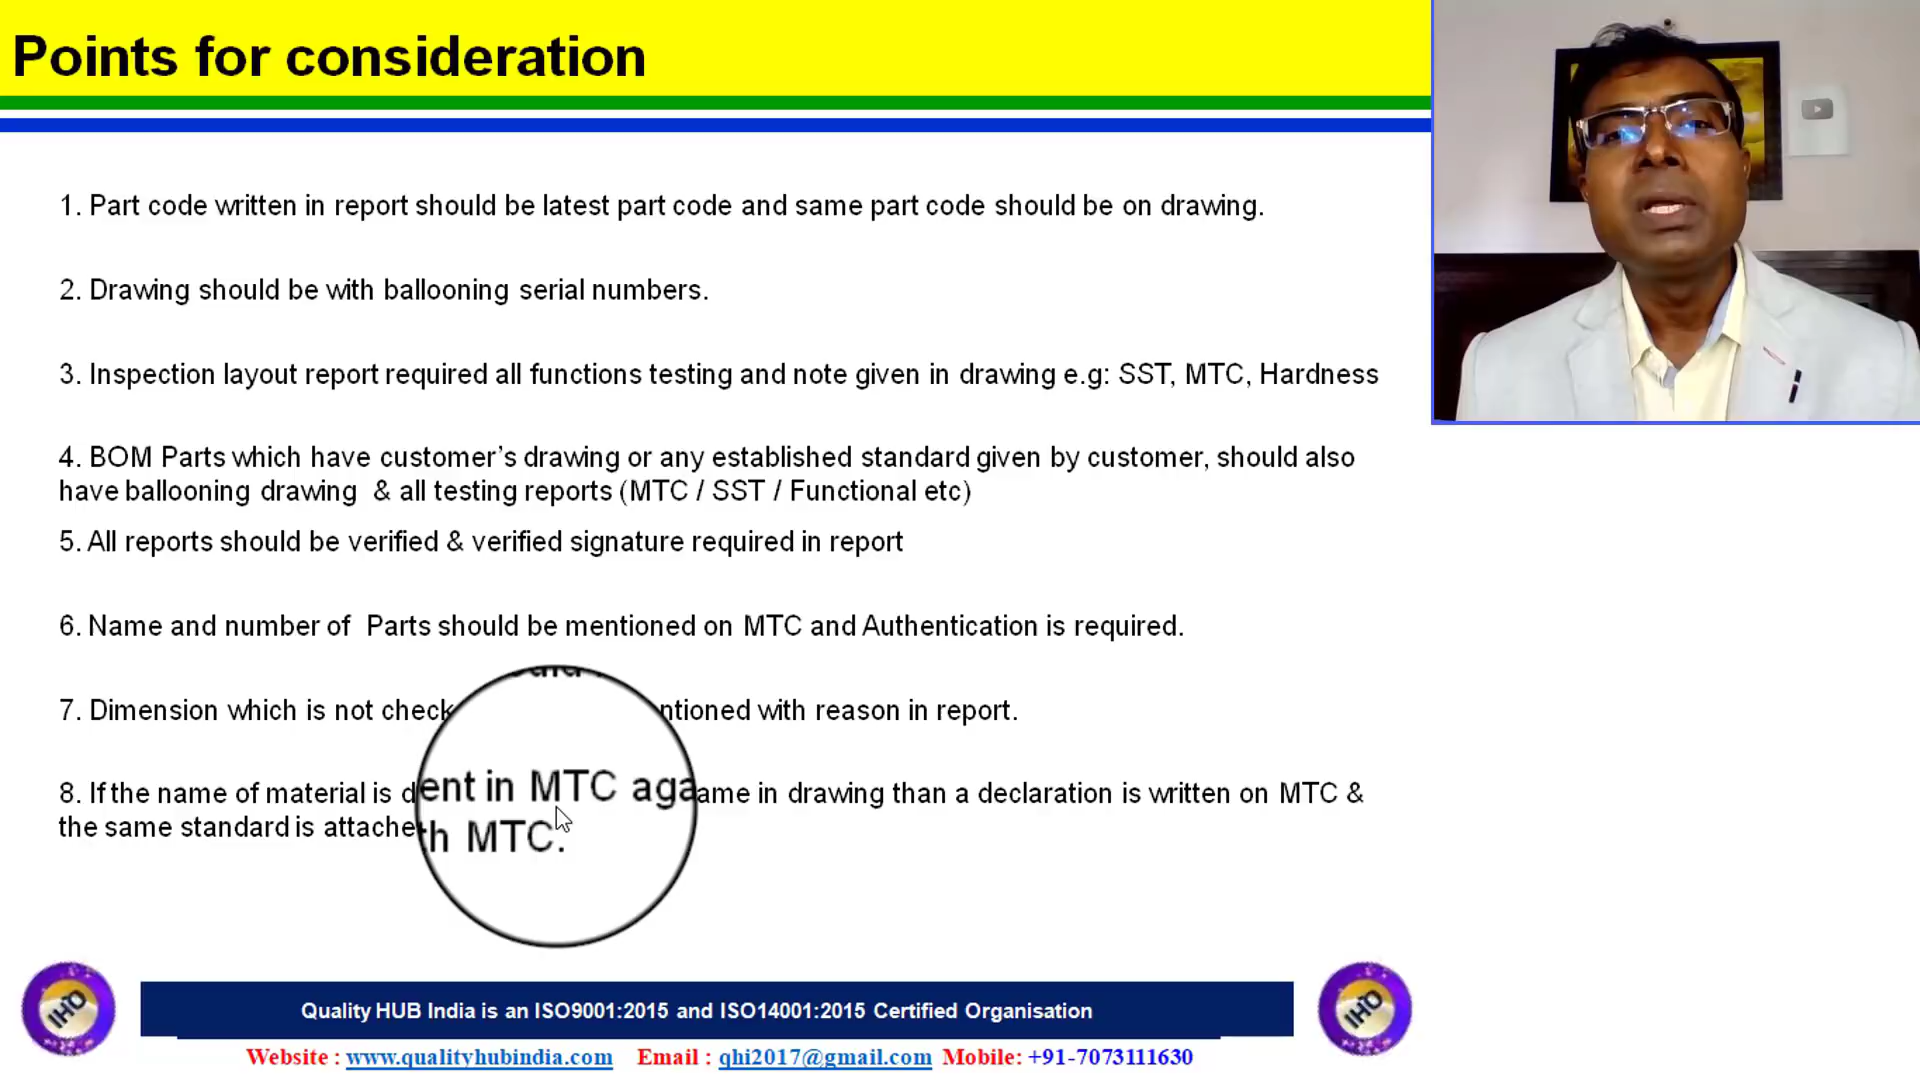 Points for consideration
1. Part code written in report should be latest part code and same part code should be on drawing.
2. Drawing should be with ballooning serial numbers.
3. Inspection layout report required all functions testing and note given in drawing e.g: SST, MTC, Hardness
4. BOM Parts which have customer’s drawing or any established standard given by customer, should also
have ballooning drawing & all testing reports (MTC / SST / Functional etc)
5. All reports should be verified & verified signature required in report
6. Name and number of Parts should be mentioned on MTC and Authentication is required.
7. Dimension which is not with reason in report.
8. If the name of material is in MTC in drawing than a declaration is written on MTC &
the same standard is MTC.
Quality HUB India is an ISO9001:2015 and ISO14001:2015 Certified Organisation
Website : www.qualityhubindia.com Email : qhi2017@gmail.com Mobile: +91-7073111630
QHI
QHI